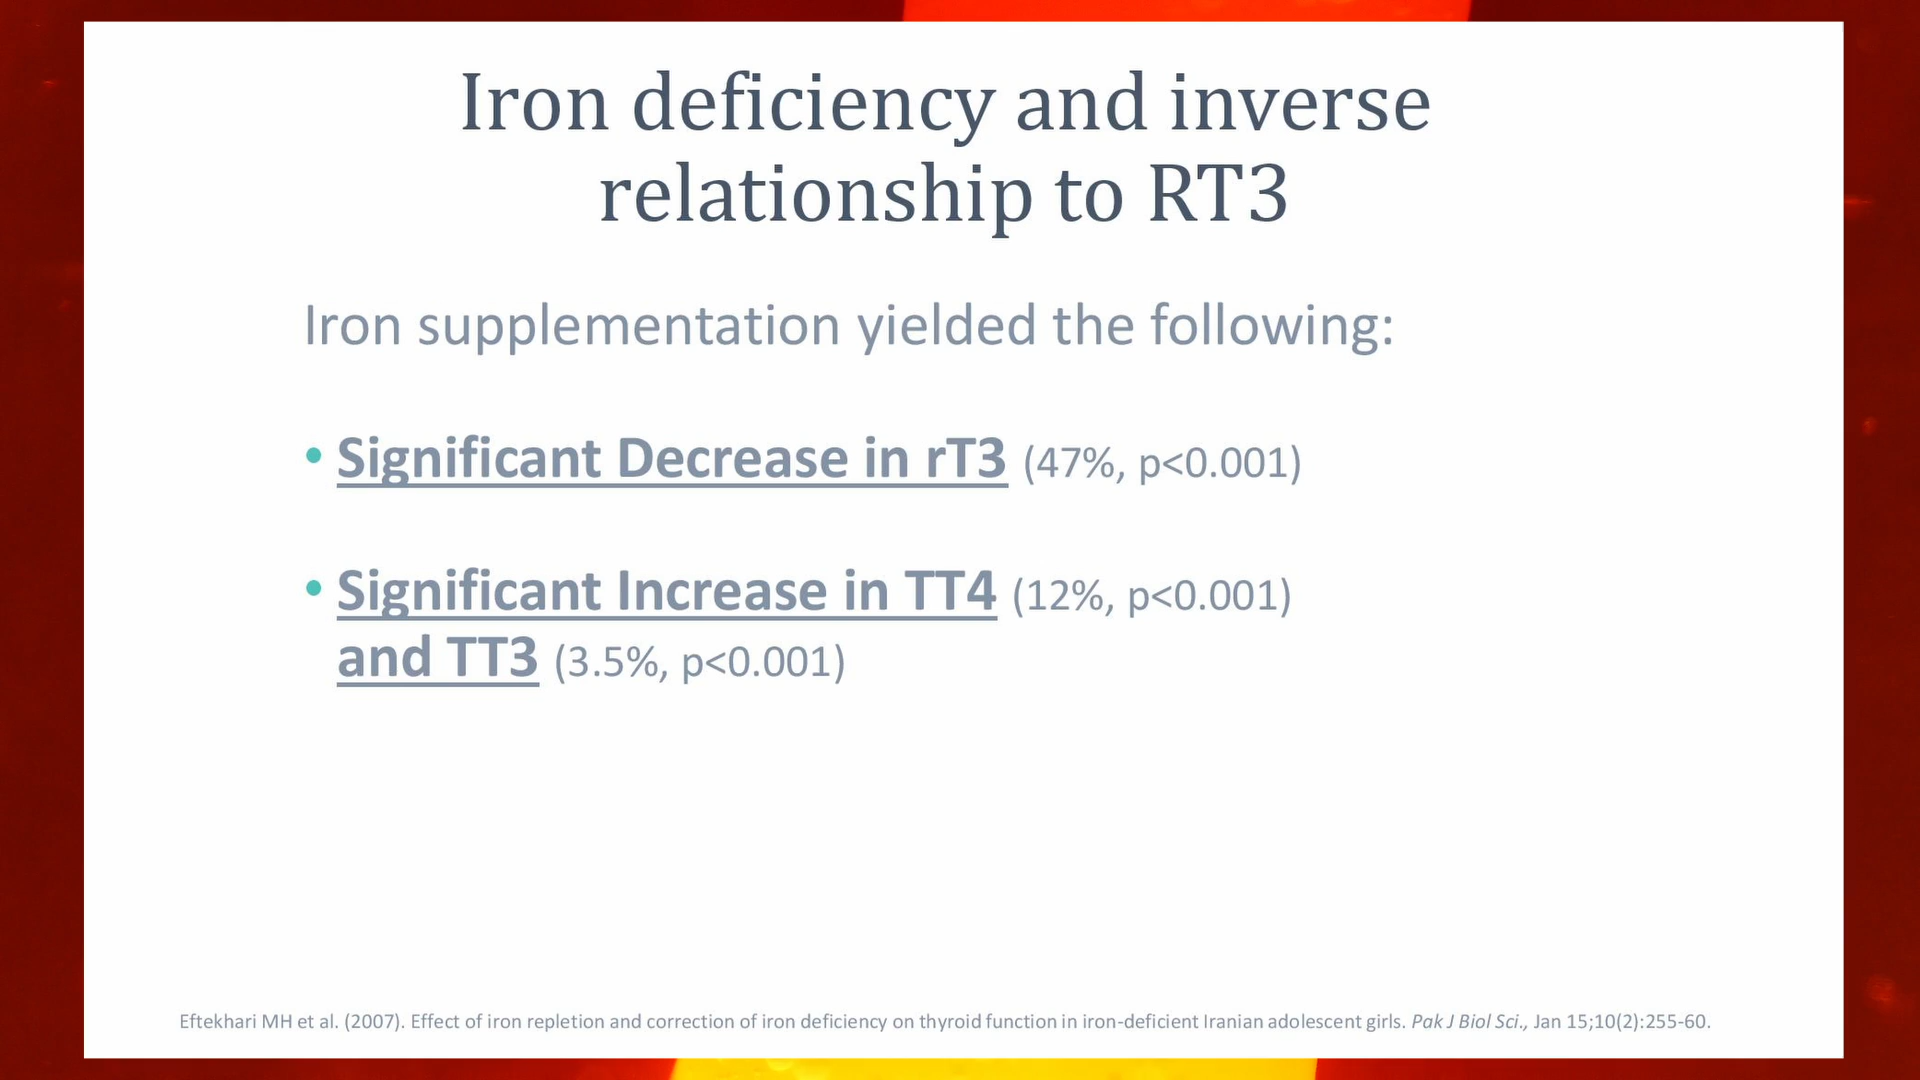 Iron deficiency and inverse
relationship to RT3
Iron supplementation yielded the following:
• Significant Decrease in rT3 (47%, p<0.001)
• Significant Increase in TT4 (12%, p<0.001)
and TT3 (3.5%, p<0.001)
Eftekhari MH et al. (2007). Effect of iron repletion and correction of iron deficiency on thyroid function in iron-deficient Iranian adolescent girls. Pak J Biol Sci., Jan 15;10(2):255-60.